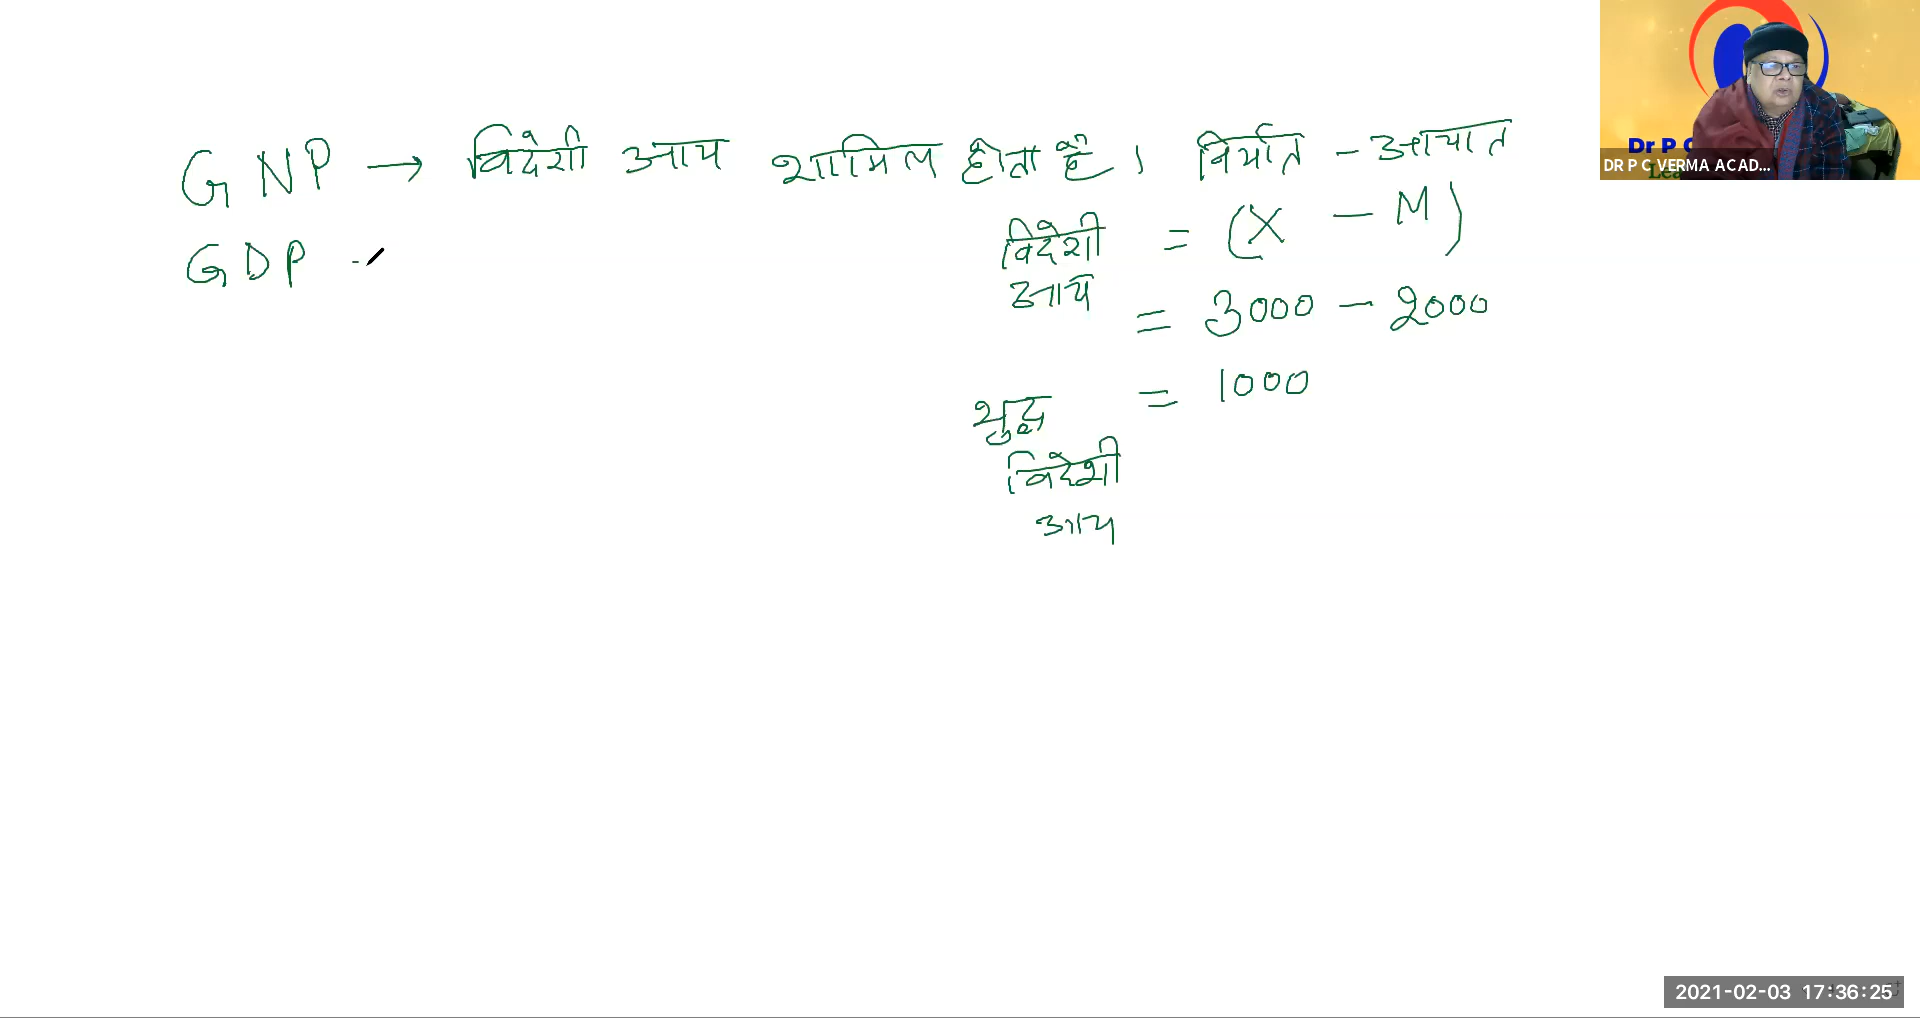 GNP → विदेशी आय शामिल होता है । निर्यात - आयात
विदेशी आय = (X - M)
GDP -
= 3000 - 2000
शुद्ध विदेशी आय = 1000
Dr P C
DR P C VERMA ACAD...
2021-02-03 17:36:25